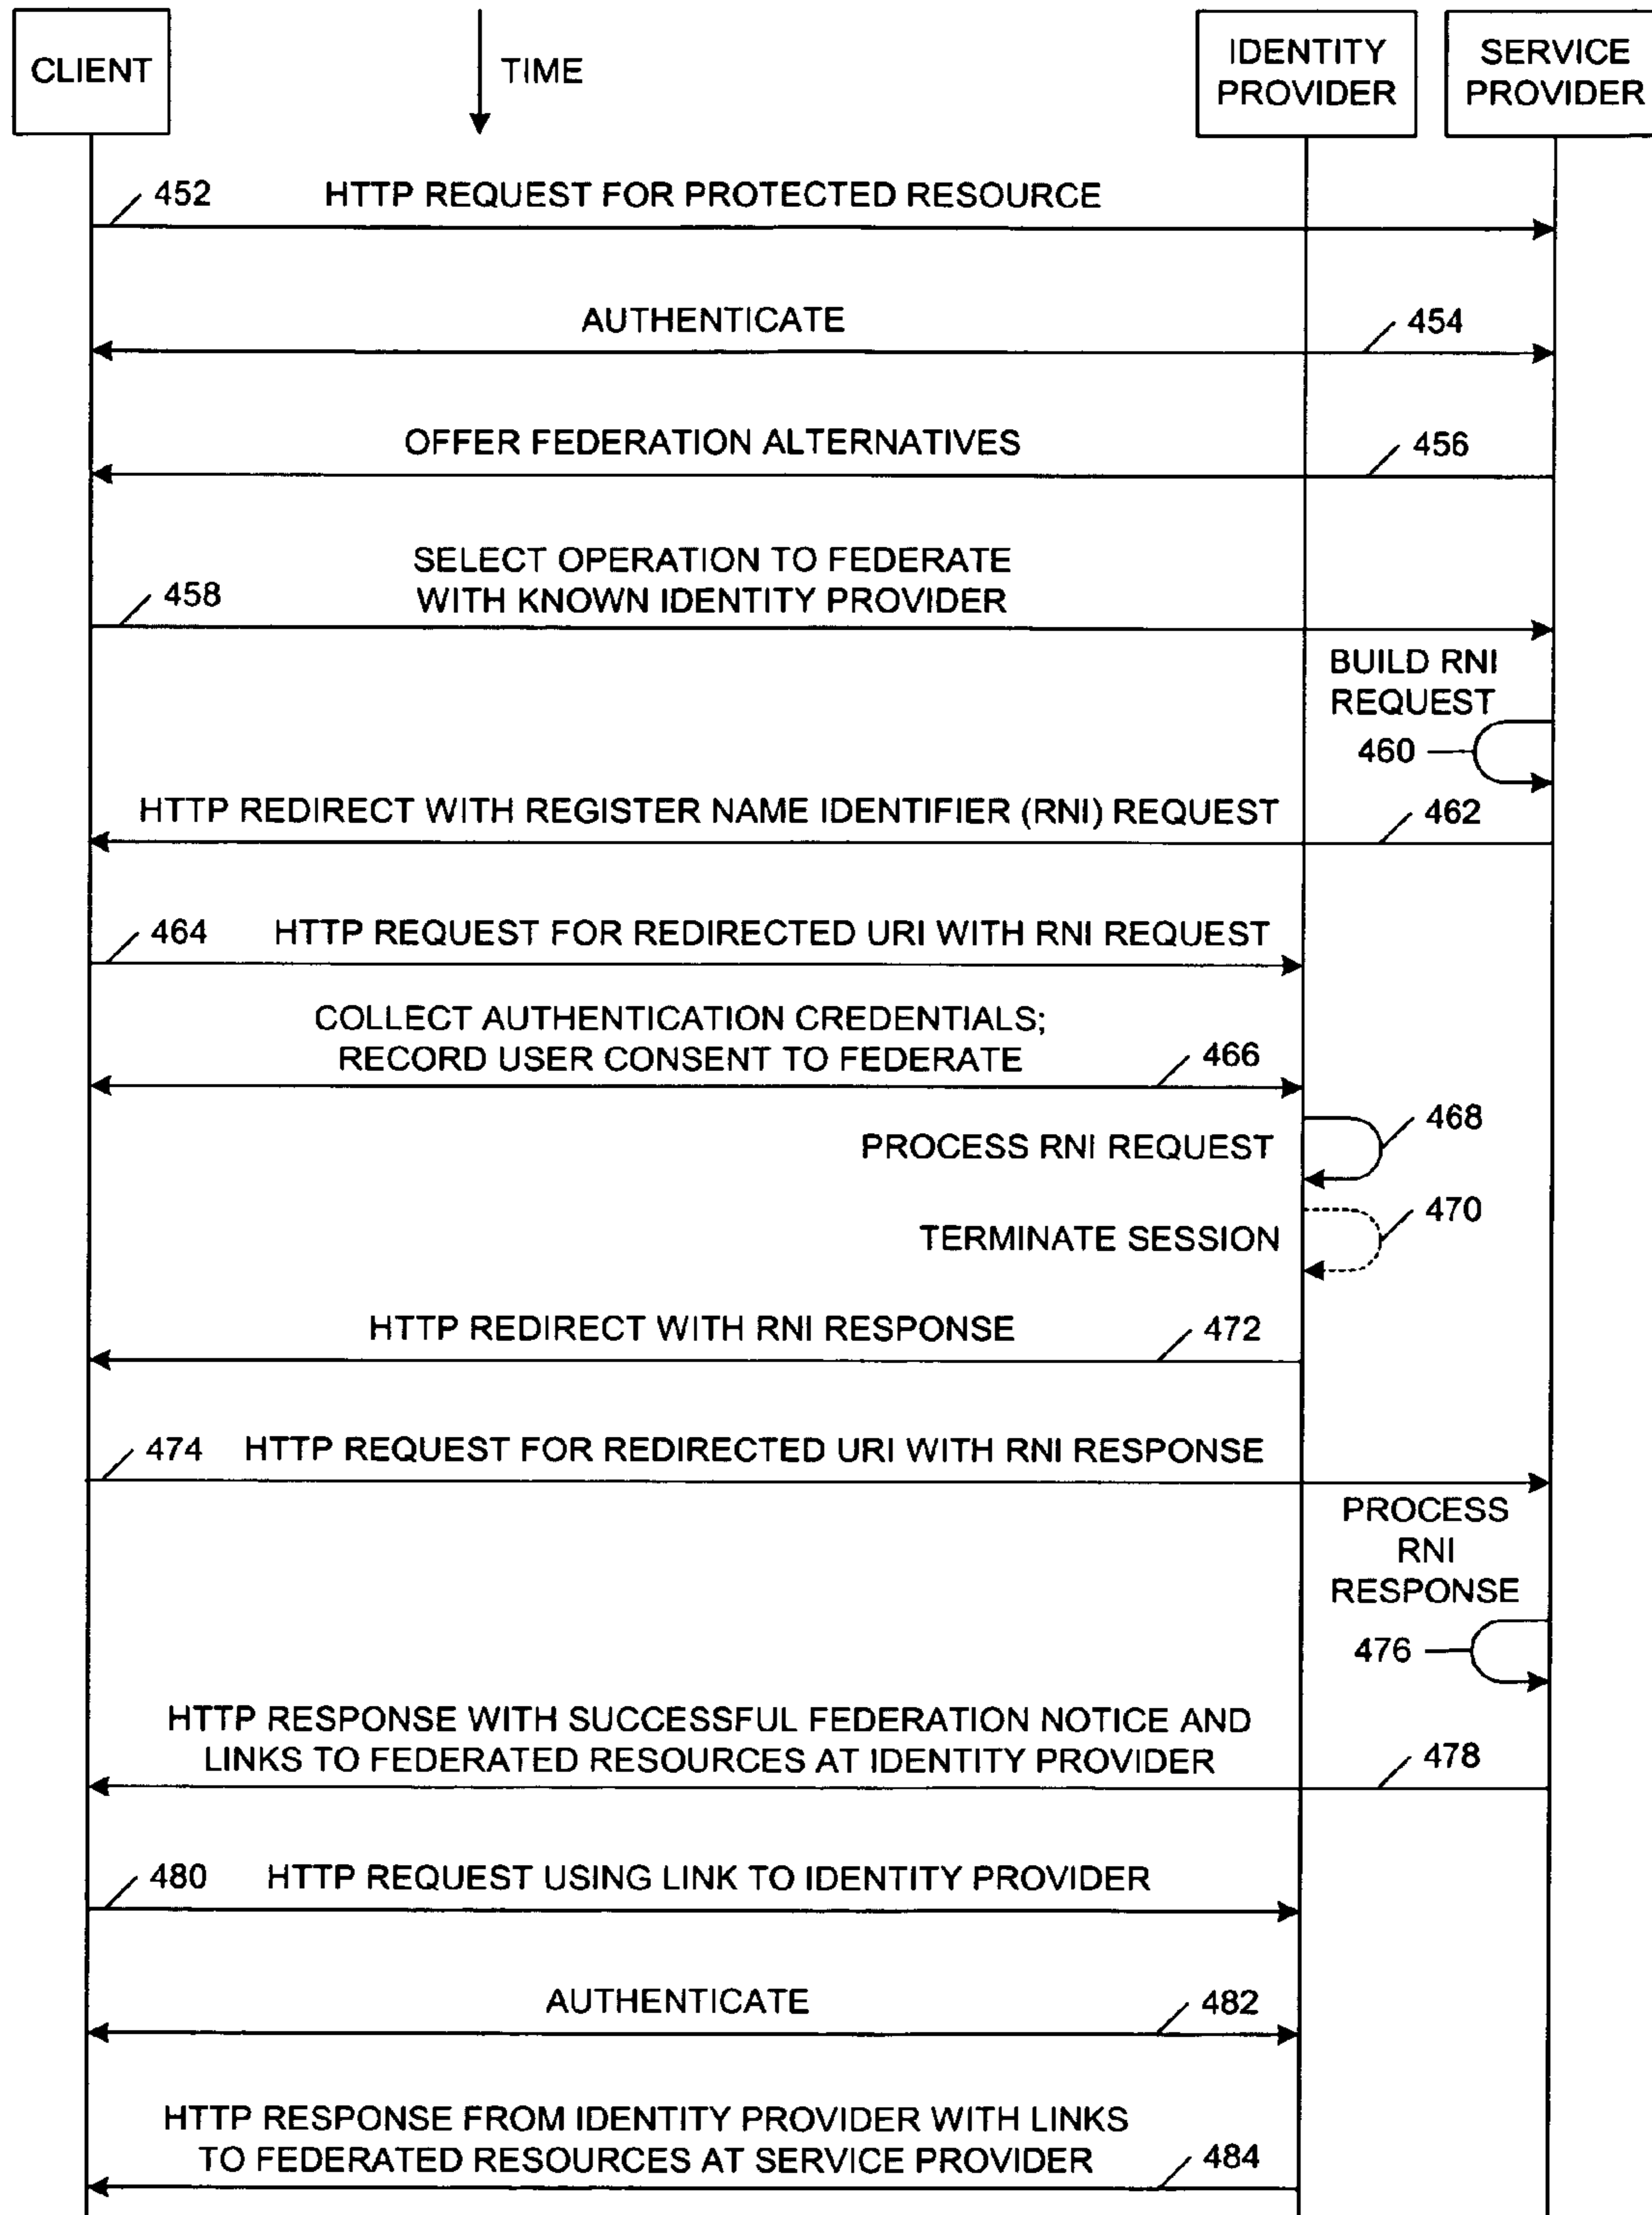 CLIENT
TIME
IDENTITY
PROVIDER
SERVICE
PROVIDER
452
HTTP REQUEST FOR PROTECTED RESOURCE
AUTHENTICATE
454
OFFER FEDERATION ALTERNATIVES
456
SELECT OPERATION TO FEDERATE
WITH KNOWN IDENTITY PROVIDER
458
BUILD RNI
REQUEST
460
HTTP REDIRECT WITH REGISTER NAME IDENTIFIER (RNI) REQUEST
462
464
HTTP REQUEST FOR REDIRECTED URI WITH RNI REQUEST
COLLECT AUTHENTICATION CREDENTIALS;
RECORD USER CONSENT TO FEDERATE
466
468
PROCESS RNI REQUEST
470
TERMINATE SESSION
HTTP REDIRECT WITH RNI RESPONSE
472
474
HTTP REQUEST FOR REDIRECTED URI WITH RNI RESPONSE
PROCESS
RNI
RESPONSE
476
HTTP RESPONSE WITH SUCCESSFUL FEDERATION NOTICE AND
LINKS TO FEDERATED RESOURCES AT IDENTITY PROVIDER
478
480
HTTP REQUEST USING LINK TO IDENTITY PROVIDER
AUTHENTICATE
482
HTTP RESPONSE FROM IDENTITY PROVIDER WITH LINKS
TO FEDERATED RESOURCES AT SERVICE PROVIDER
484